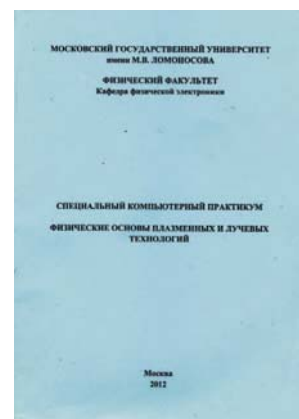 МОСКОВСКИЙ ГОСУДАРСТВЕННЫЙ УНИВЕРСИТЕТ
имени М.В. ЛОМОНОСОВА
ФИЗИЧЕСКИЙ ФАКУЛЬТЕТ
Кафедра физической электроники
СПЕЦИАЛЬНЫЙ КОМПЬЮТЕРНЫЙ ПРАКТИКУМ
ФИЗИЧЕСКИЕ ОСНОВЫ ПЛАЗМЕННЫХ И ЛУЧЕВЫХ
ТЕХНОЛОГИЙ
Москва
2012